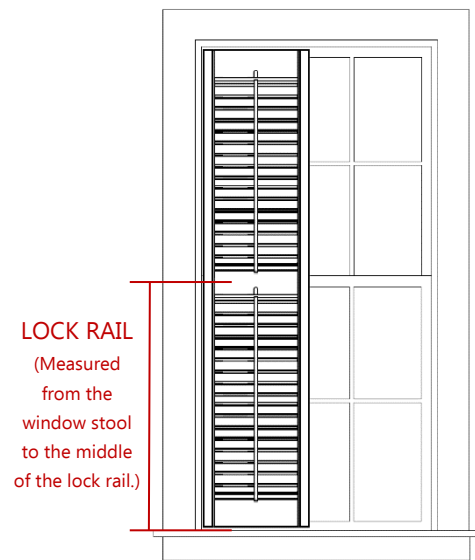 LOCK RAIL
(Measured
from the
window stool
to the middle
of the lock rail.)